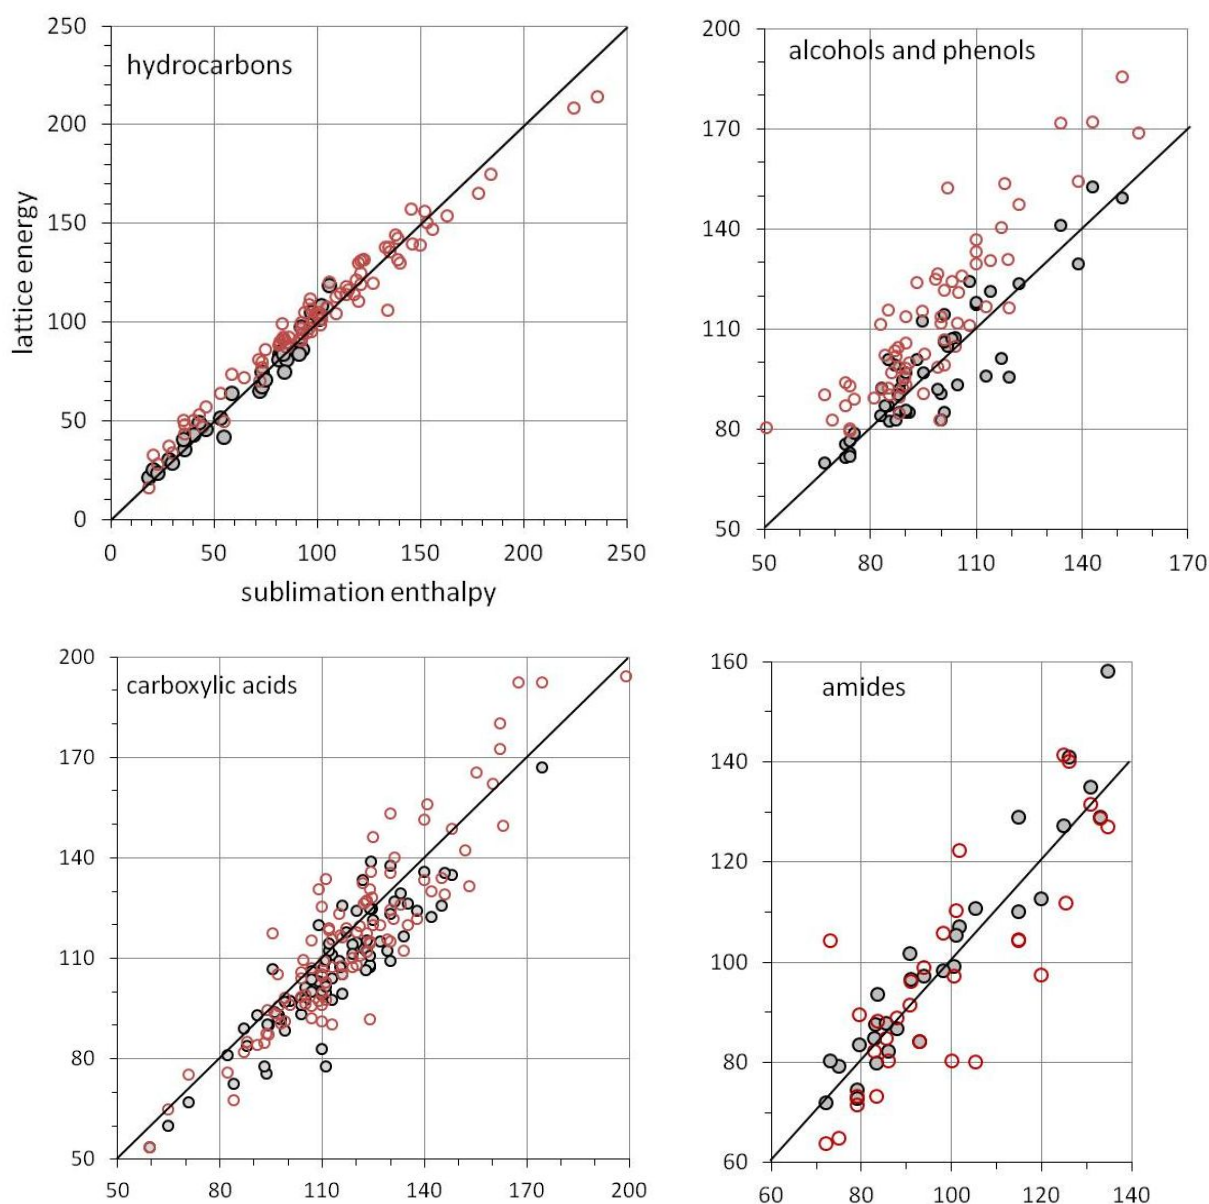 250
200
150
100
50
0
hydrocarbons
lattice energy
0 50 100 150 200 250
sublimation enthalpy
200
170
140
110
80
50
alcohols and phenols
50 80 110 140 170
200
170
140
110
80
50
carboxylic acids
50 80 110 140 170 200
160
140
120
100
80
60
amides
60 80 100 120 140